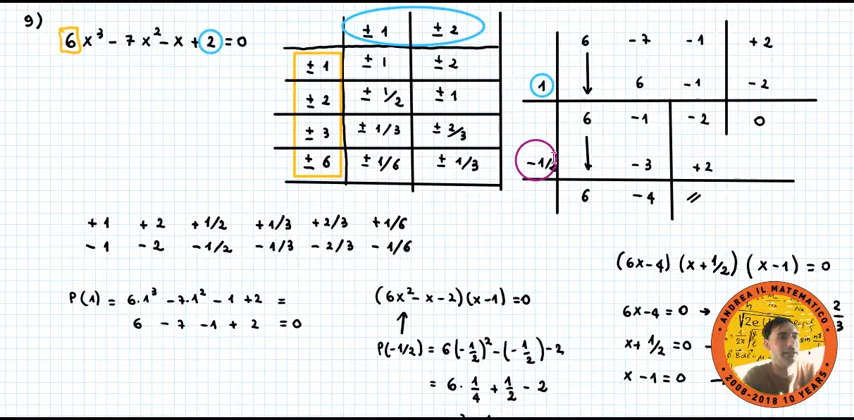 9) 6x³ - 7x² - x + 2 = 0
± 1 ± 2
± 1 ± 1 ± 2
± 2 ± 1/2 ± 1
± 3 ± 1/3 ± 2/3
± 6 ± 1/6 ± 1/3
6 -7 -1 +2
1 6 -1 -2
6 -1 -2 0
-1/2 -3 +2
6 -4 //
+1 +2 +1/2 +1/3 +2/3 +1/6
-1 -2 -1/2 -1/3 -2/3 -1/6
P(1) = 6·1³ - 7·1² - 1 + 2 =
6 - 7 - 1 + 2 = 0
(6x² - x - 2)(x - 1) = 0
P(-1/2) = 6(-1/2)² - (-1/2) - 2
= 6 · 1/4 + 1/2 - 2
(6x-4) (x+1/2) (x-1) = 0
6x-4 = 0 → 2/3
x + 1/2 = 0
x - 1 = 0
ANDREA IL MATEMATICO
2008-2018 10 YEARS